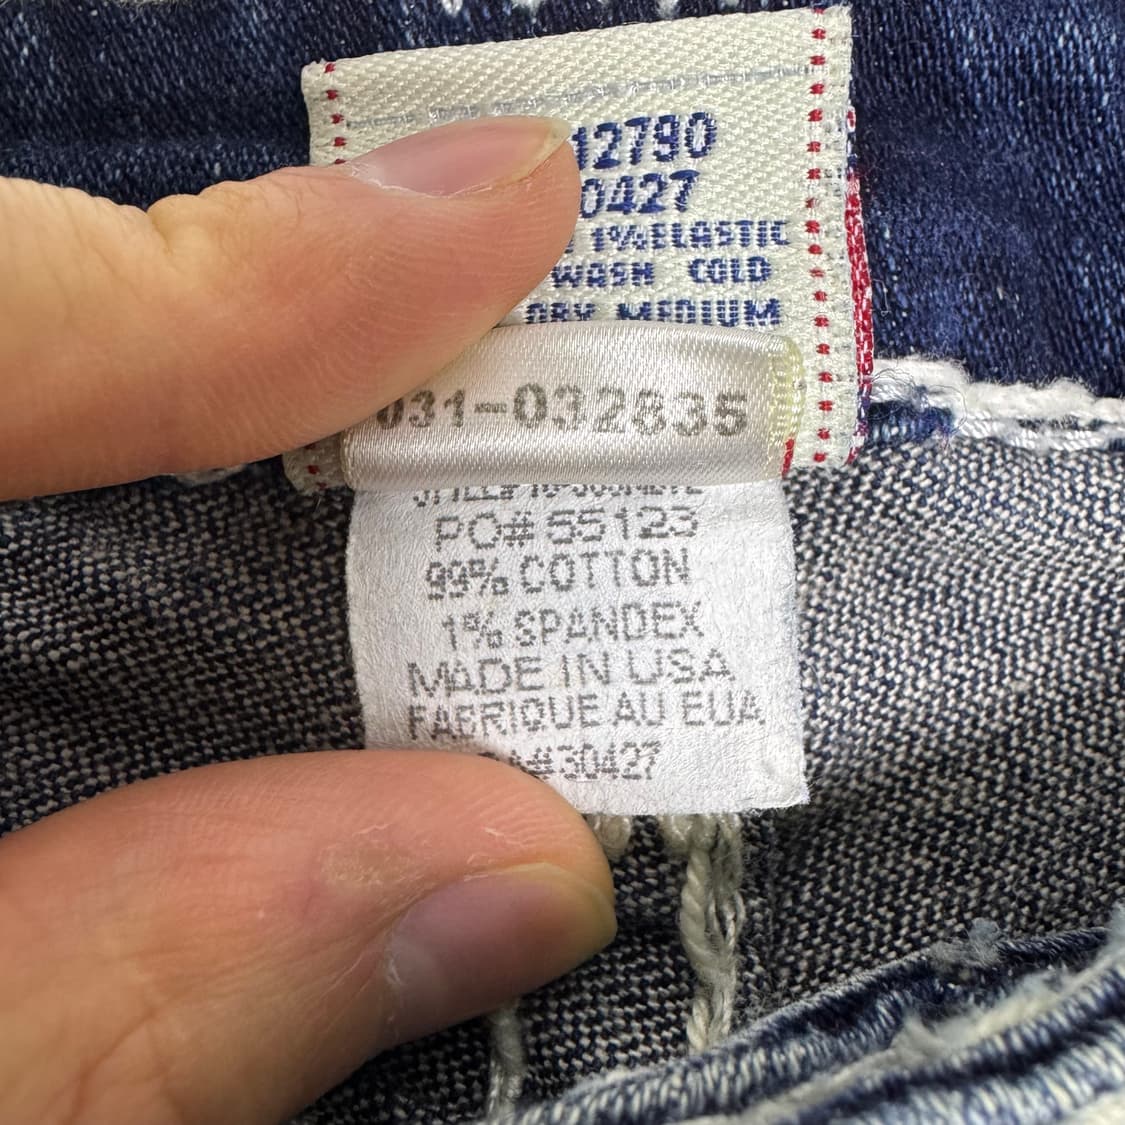 12790
0427
1% ELASTIC
WASH COLD
DRY MEDIUM
031-032835
PO# 55123
99% COTTON
1% SPANDEX
MADE IN USA
FABRIQUE AU EUA
#30427